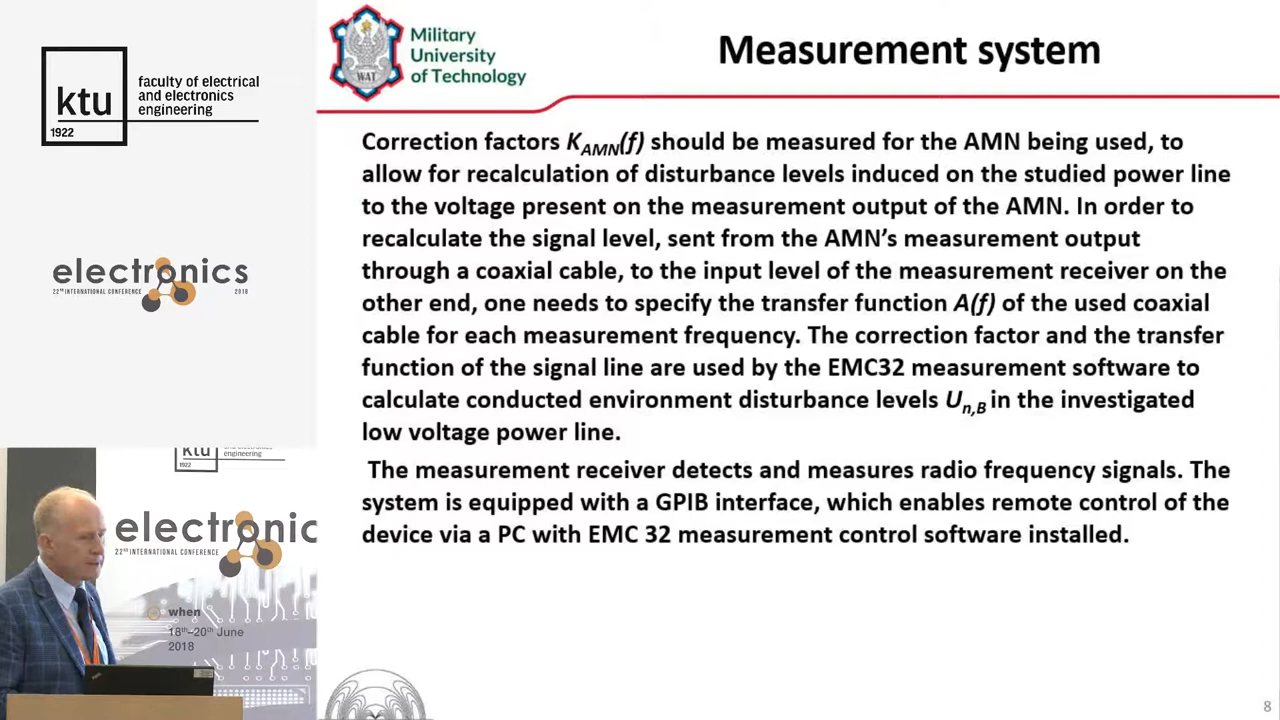 ktu
1922
faculty of electrical
and electronics
engineering
electronics
22ND INTERNATIONAL CONFERENCE 2018
Military
University
of Technology
WAT
Measurement system
Correction factors K_AMN(f) should be measured for the AMN being used, to
allow for recalculation of disturbance levels induced on the studied power line
to the voltage present on the measurement output of the AMN. In order to
recalculate the signal level, sent from the AMN's measurement output
through a coaxial cable, to the input level of the measurement receiver on the
other end, one needs to specify the transfer function A(f) of the used coaxial
cable for each measurement frequency. The correction factor and the transfer
function of the signal line are used by the EMC32 measurement software to
calculate conducted environment disturbance levels U_n,B in the investigated
low voltage power line.
The measurement receiver detects and measures radio frequency signals. The
system is equipped with a GPIB interface, which enables remote control of the
device via a PC with EMC 32 measurement control software installed.
8
ktu
1922
engineering
electronic
22ND INTERNATIONAL CONFERENCE
when
18th–20th June
2018